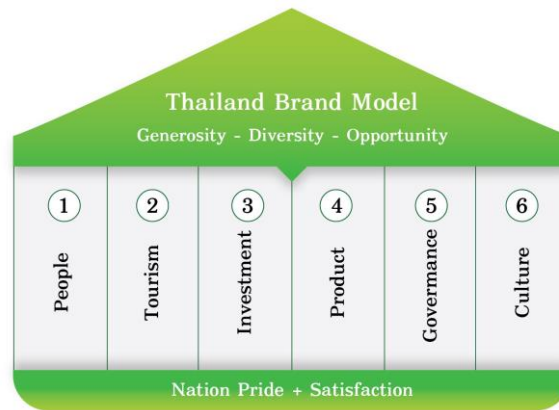 Thailand Brand Model
Generosity - Diversity - Opportunity
1
People
2
Tourism
3
Investment
4
Product
5
Governance
6
Culture
Nation Pride + Satisfaction